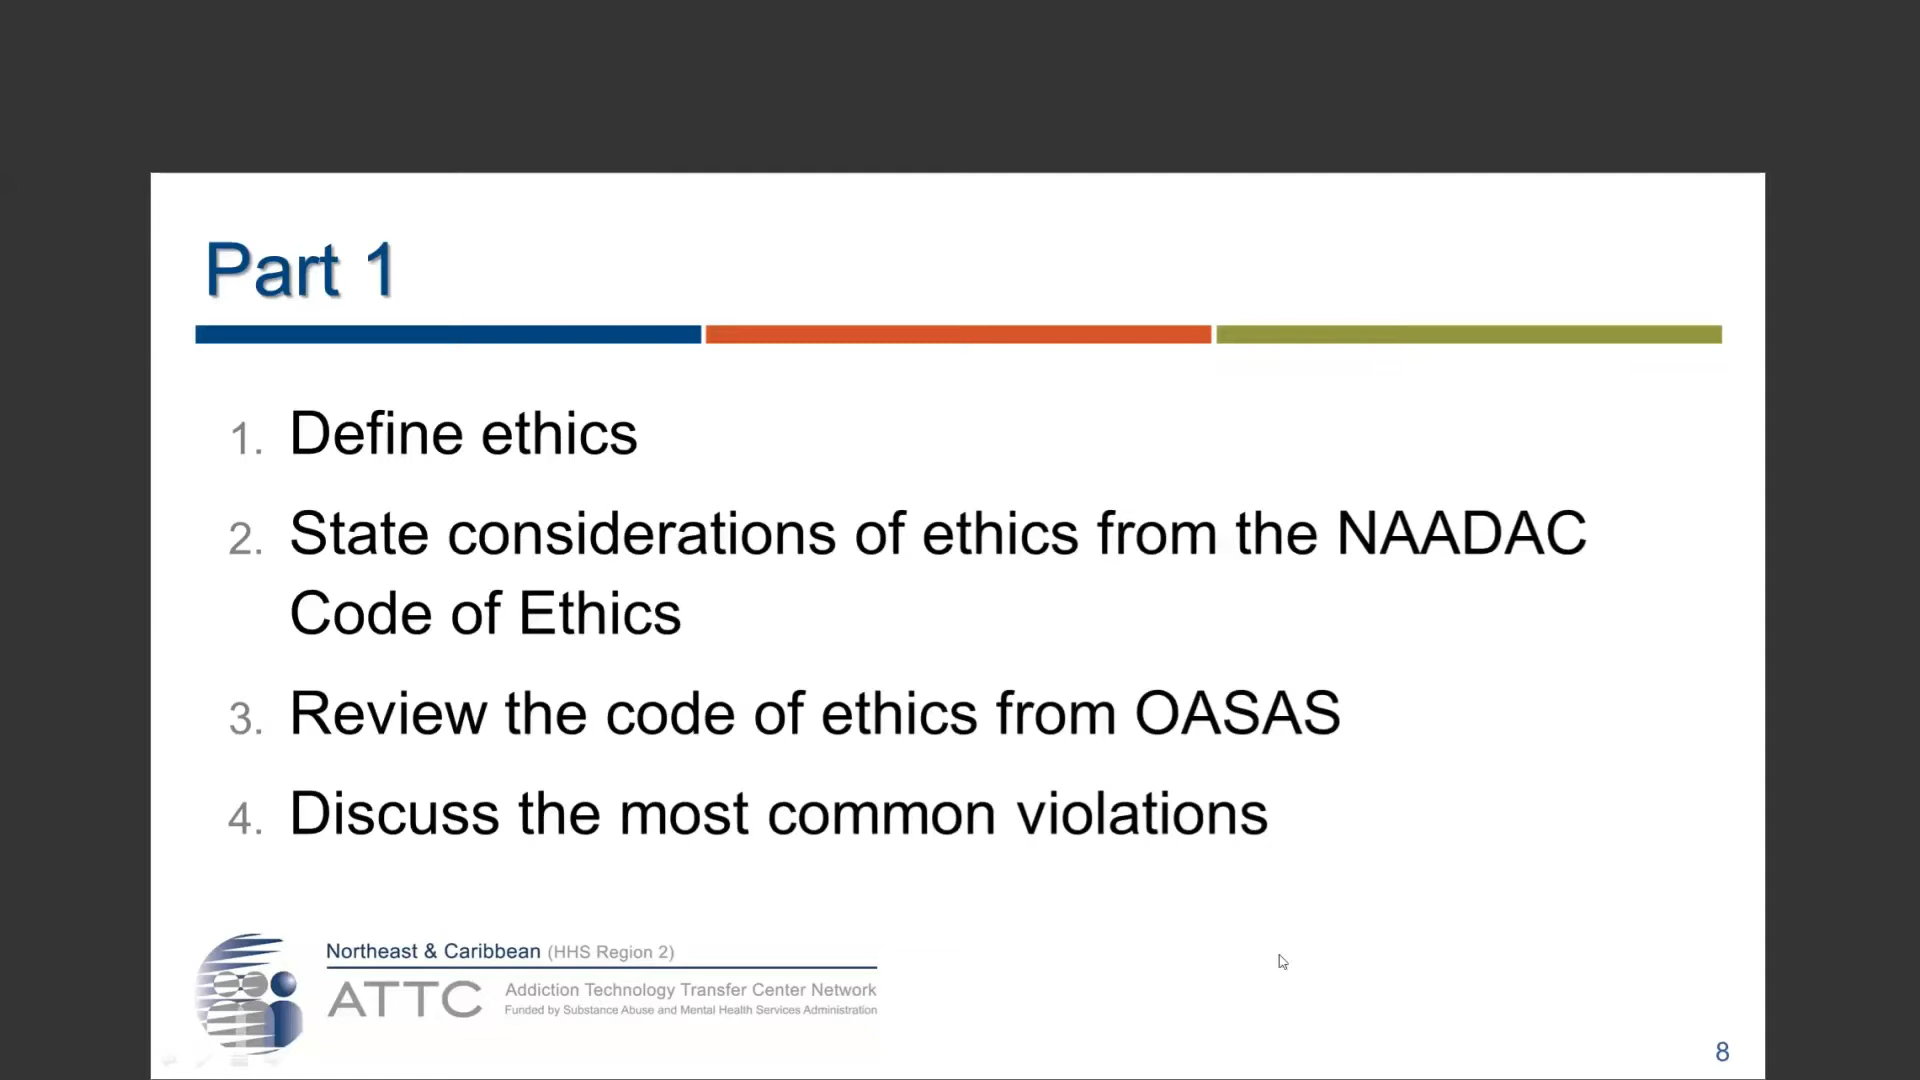 Part 1
1. Define ethics
2. State considerations of ethics from the NAADAC
Code of Ethics
3. Review the code of ethics from OASAS
4. Discuss the most common violations
Northeast & Caribbean (HHS Region 2)
ATTC
Addiction Technology Transfer Center Network
Funded by Substance Abuse and Mental Health Services Administration
8